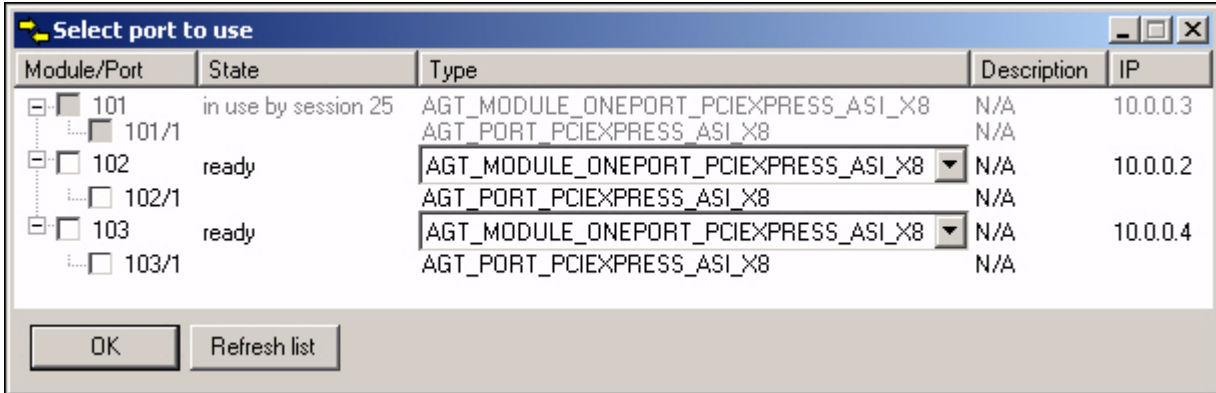 Select port to use
Module/Port State Type Description IP
101 in use by session 25 AGT_MODULE_ONEPORT_PCIEXPRESS_ASI_X8 N/A 10.0.0.3
101/1 AGT_PORT_PCIEXPRESS_ASI_X8 N/A
102 ready AGT_MODULE_ONEPORT_PCIEXPRESS_ASI_X8 N/A 10.0.0.2
102/1 AGT_PORT_PCIEXPRESS_ASI_X8 N/A
103 ready AGT_MODULE_ONEPORT_PCIEXPRESS_ASI_X8 N/A 10.0.0.4
103/1 AGT_PORT_PCIEXPRESS_ASI_X8 N/A
OK Refresh list